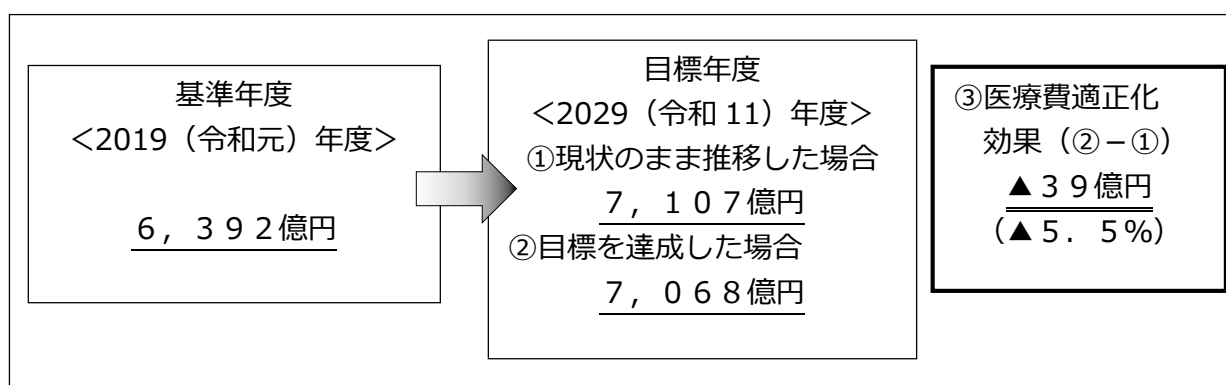 基準年度
<2019（令和元）年度>
6，３９２億円
目標年度
<2029（令和 11）年度>
①現状のまま推移した場合
７，１０７億円
②目標を達成した場合
７，０６８億円
③医療費適正化
効果（②－①）
▲３９億円
（▲５．５%）